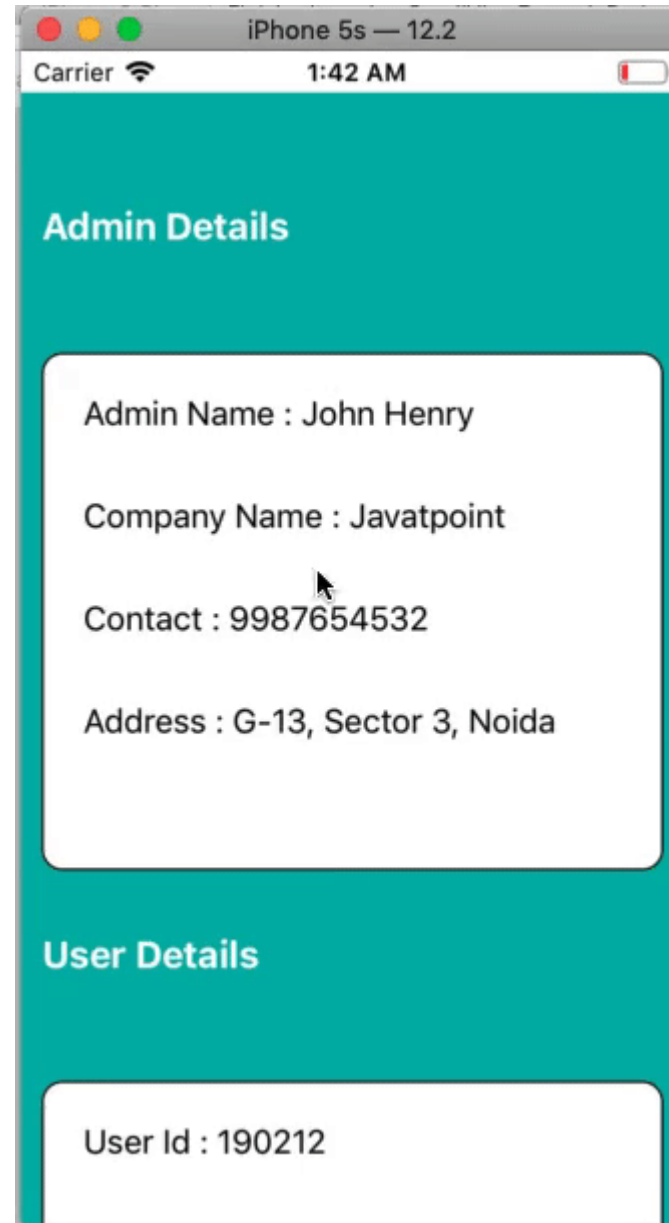 iPhone 5s — 12.2
Carrier 1:42 AM
Admin Details
Admin Name : John Henry
Company Name : Javatpoint
Contact : 9987654532
Address : G-13, Sector 3, Noida
User Details
User Id : 190212